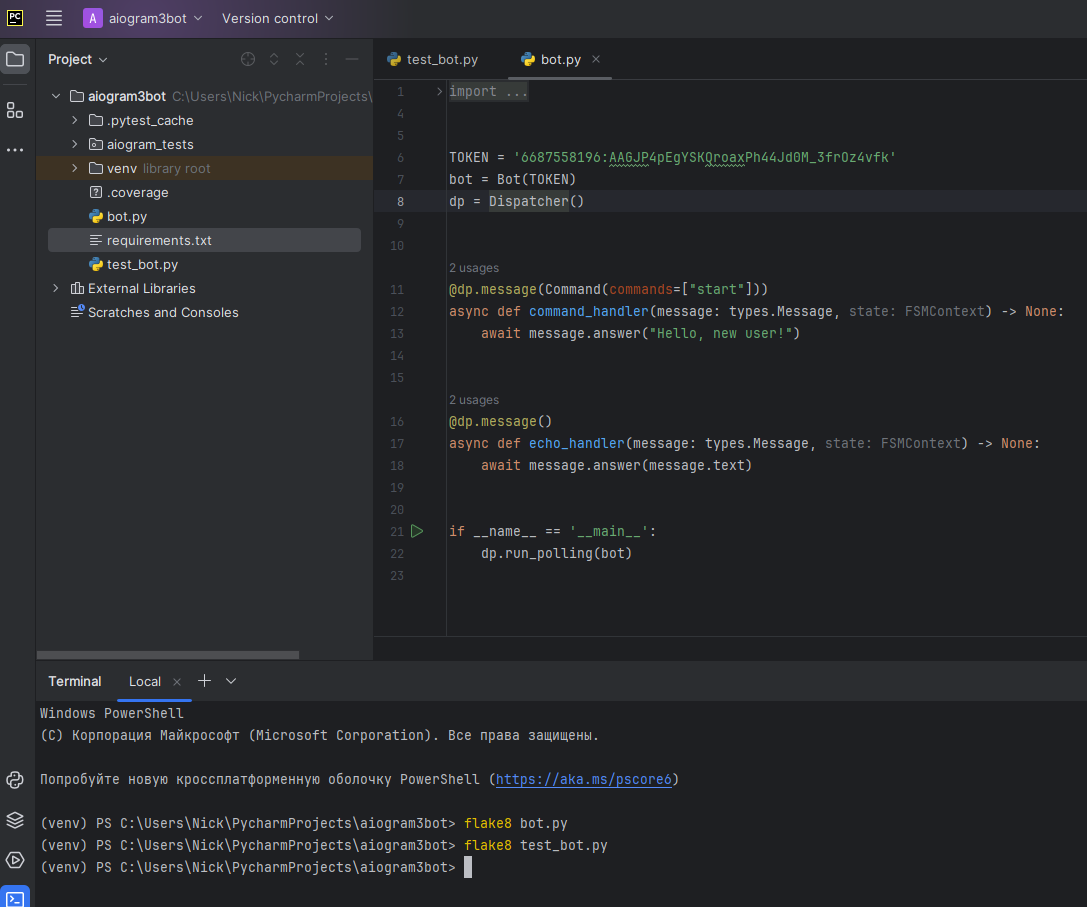 PC
A aiogram3bot Version control
Project
test_bot.py
bot.py
aiogram3bot C:\Users\Nick\PycharmProjects\
.pytest_cache
aiogram_tests
venv library root
.coverage
bot.py
requirements.txt
test_bot.py
External Libraries
Scratches and Consoles
1 import ...
4
5
6 TOKEN = '6687558196:AAGJP4pEgYSKQroaxPh44JdOM_3frOz4vfk'
7 bot = Bot(TOKEN)
8 dp = Dispatcher()
9
10
2 usages
11 @dp.message(Command(commands=["start"]))
12 async def command_handler(message: types.Message, state: FSMContext) -> None:
13 await message.answer("Hello, new user!")
14
15
2 usages
16 @dp.message()
17 async def echo_handler(message: types.Message, state: FSMContext) -> None:
18 await message.answer(message.text)
19
20
21 if __name__ == '__main__':
22 dp.run_polling(bot)
23
Terminal Local
Windows PowerShell
(C) Корпорация Майкрософт (Microsoft Corporation). Все права защищены.
Попробуйте новую кроссплатформенную оболочку PowerShell (https://aka.ms/pscore6)
(venv) PS C:\Users\Nick\PycharmProjects\aiogram3bot> flake8 bot.py
(venv) PS C:\Users\Nick\PycharmProjects\aiogram3bot> flake8 test_bot.py
(venv) PS C:\Users\Nick\PycharmProjects\aiogram3bot>